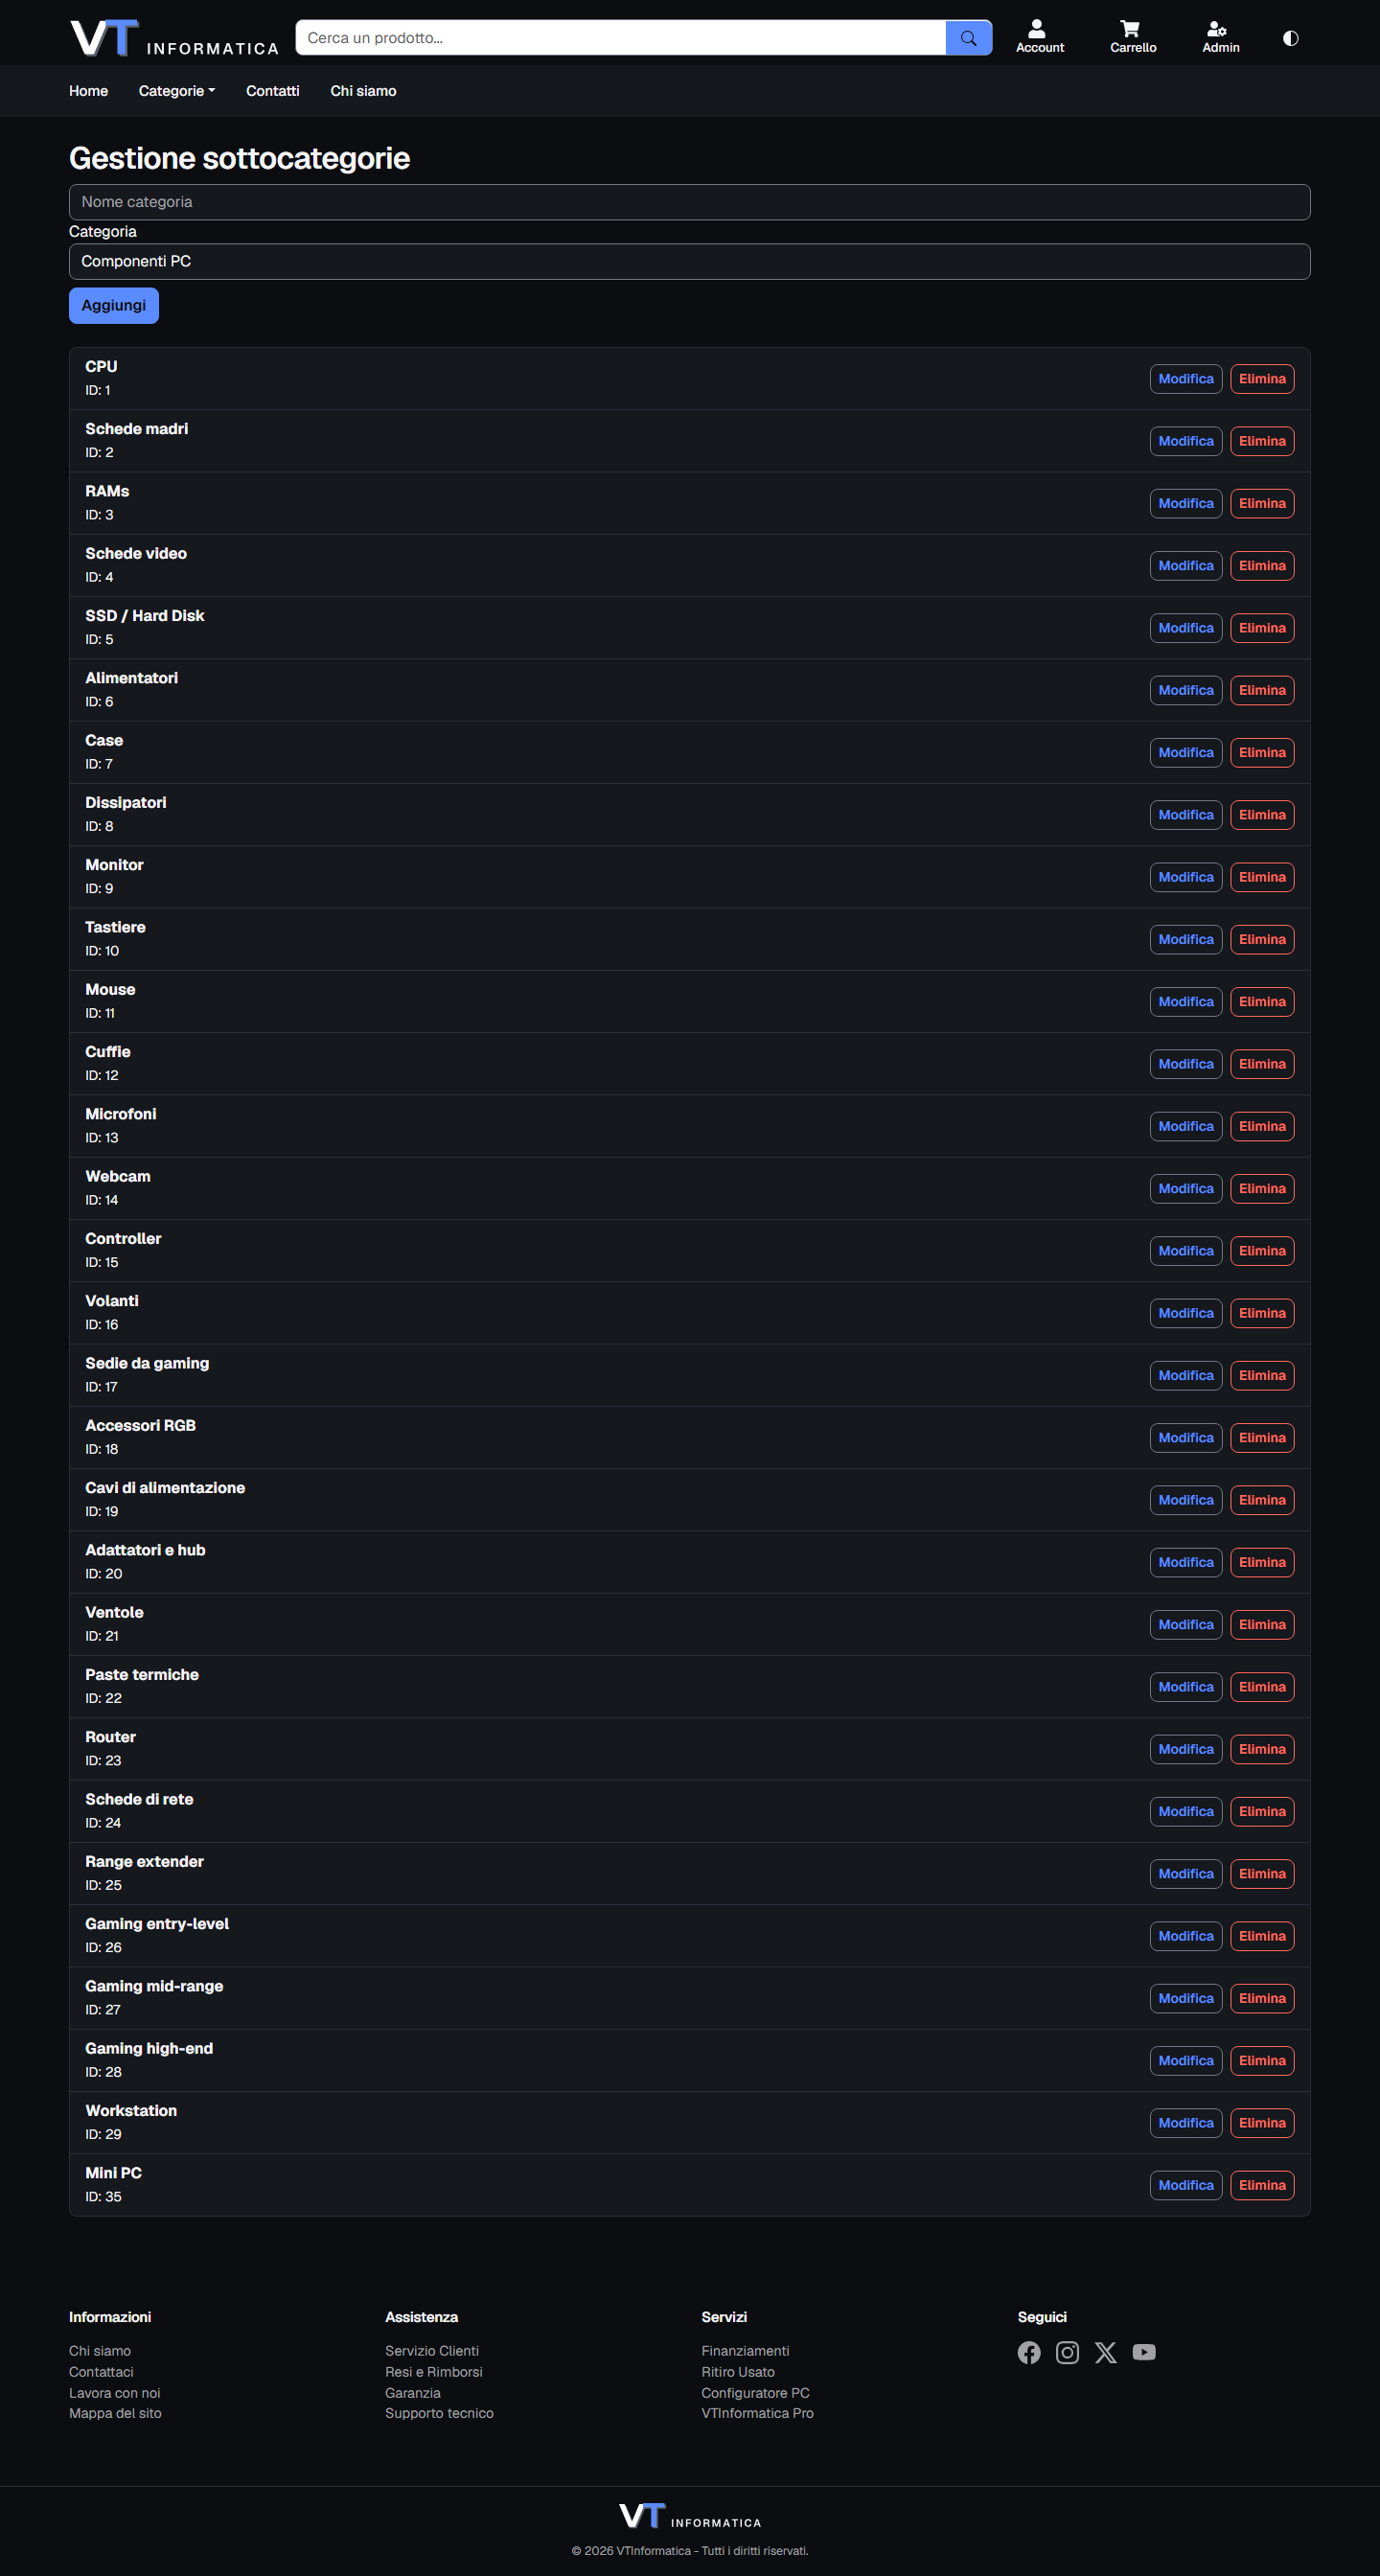 VT INFORMATICA
Cerca un prodotto...
Account
Carrello
Admin
Home
Categorie
Contatti
Chi siamo
Gestione sottocategorie
Nome categoria
Categoria
Componenti PC
Aggiungi
CPU
ID: 1
Modifica Elimina
Schede madri
ID: 2
Modifica Elimina
RAMs
ID: 3
Modifica Elimina
Schede video
ID: 4
Modifica Elimina
SSD / Hard Disk
ID: 5
Modifica Elimina
Alimentatori
ID: 6
Modifica Elimina
Case
ID: 7
Modifica Elimina
Dissipatori
ID: 8
Modifica Elimina
Monitor
ID: 9
Modifica Elimina
Tastiere
ID: 10
Modifica Elimina
Mouse
ID: 11
Modifica Elimina
Cuffie
ID: 12
Modifica Elimina
Microfoni
ID: 13
Modifica Elimina
Webcam
ID: 14
Modifica Elimina
Controller
ID: 15
Modifica Elimina
Volanti
ID: 16
Modifica Elimina
Sedie da gaming
ID: 17
Modifica Elimina
Accessori RGB
ID: 18
Modifica Elimina
Cavi di alimentazione
ID: 19
Modifica Elimina
Adattatori e hub
ID: 20
Modifica Elimina
Ventole
ID: 21
Modifica Elimina
Paste termiche
ID: 22
Modifica Elimina
Router
ID: 23
Modifica Elimina
Schede di rete
ID: 24
Modifica Elimina
Range extender
ID: 25
Modifica Elimina
Gaming entry-level
ID: 26
Modifica Elimina
Gaming mid-range
ID: 27
Modifica Elimina
Gaming high-end
ID: 28
Modifica Elimina
Workstation
ID: 29
Modifica Elimina
Mini PC
ID: 35
Modifica Elimina
Informazioni
Chi siamo
Contattaci
Lavora con noi
Mappa del sito
Assistenza
Servizio Clienti
Resi e Rimborsi
Garanzia
Supporto tecnico
Servizi
Finanziamenti
Ritiro Usato
Configuratore PC
VTInformatica Pro
Seguici
VT INFORMATICA
© 2026 VTInformatica - Tutti i diritti riservati.